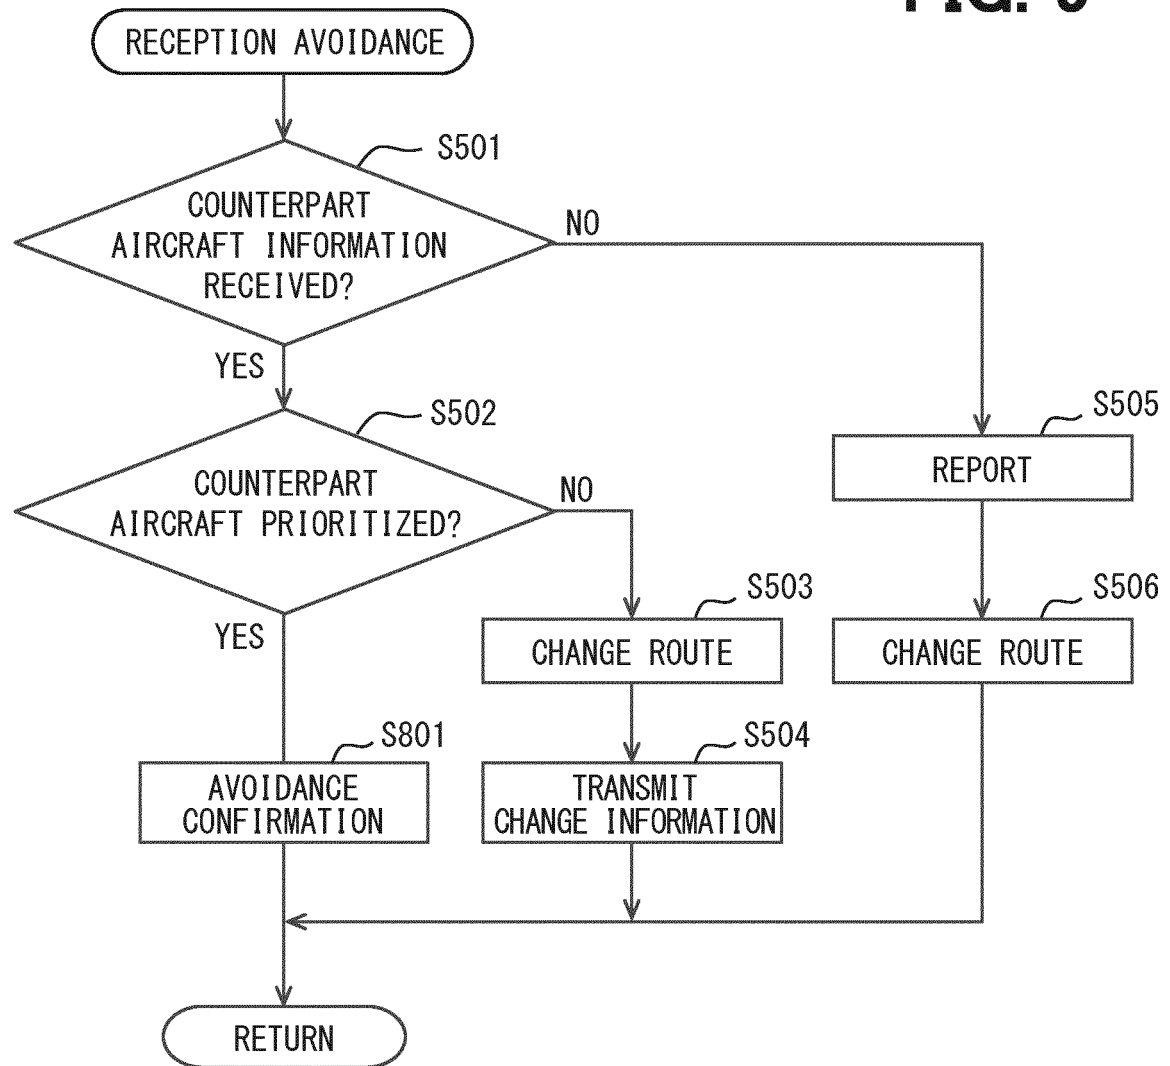 FIG.
RECEPTION AVOIDANCE
S501
COUNTERPART
AIRCRAFT INFORMATION
RECEIVED?
NO
YES
S502
COUNTERPART
AIRCRAFT PRIORITIZED?
NO
YES
S505
REPORT
S503
CHANGE ROUTE
S506
CHANGE ROUTE
S801
AVOIDANCE
CONFIRMATION
S504
TRANSMIT
CHANGE INFORMATION
RETURN